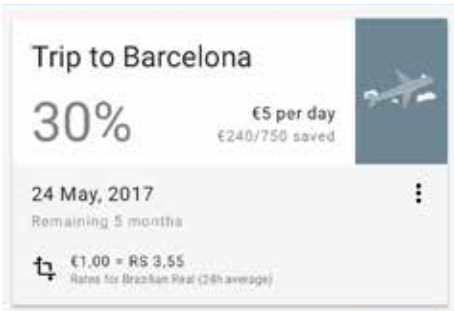 Trip to Barcelona
30%
€5 per day
€240/750 saved
24 May, 2017
Remaining 5 months
€1,00 = RS 3,55
Rates for Brazilian Real (24h average)